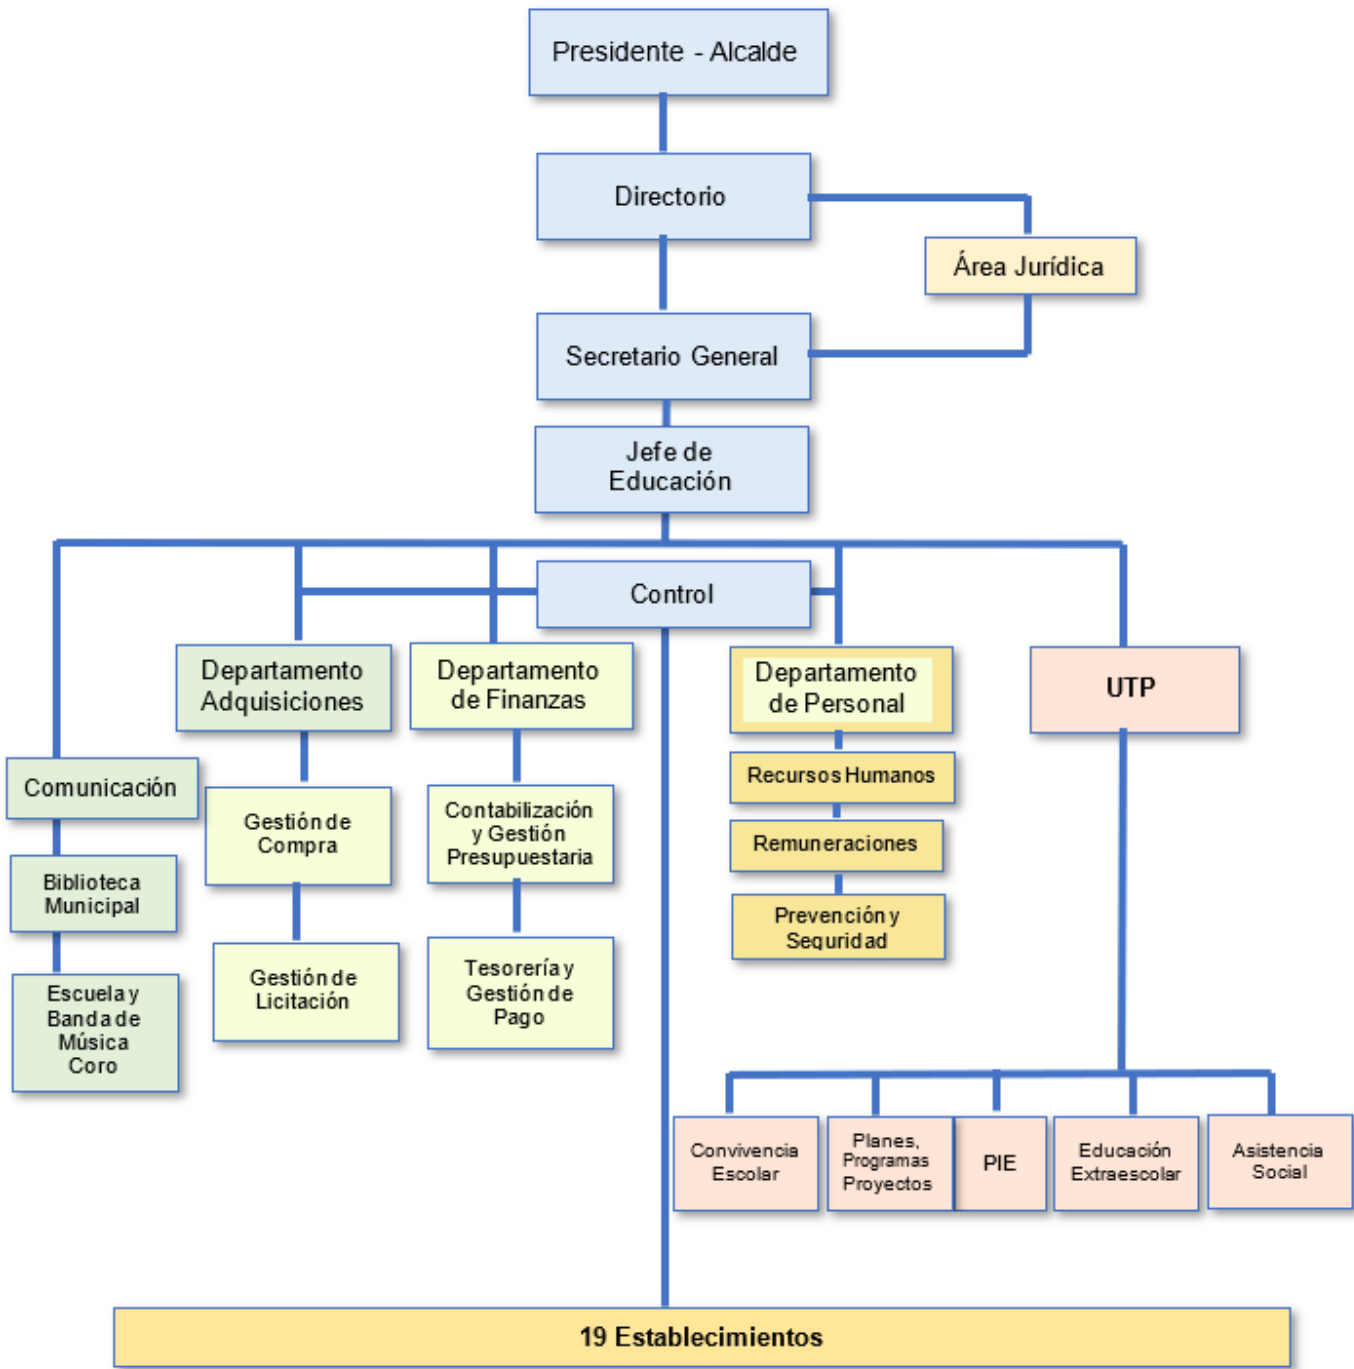 Presidente - Alcalde
Directorio
Área Jurídica
Secretario General
Jefe de
Educación
Control
Departamento
Adquisiciones
Departamento
de Finanzas
Departamento
de Personal
UTP
Comunicación
Gestión de
Compra
Contabilización
y Gestión
Presupuestaria
Recursos Humanos
Remuneraciones
Prevención y
Seguridad
Biblioteca
Municipal
Gestión de
Licitación
Tesorería y
Gestión de
Pago
Escuela y
Banda de
Música
Coro
Convivencia
Escolar
Planes,
Programas
Proyectos
PIE
Educación
Extraescolar
Asistencia
Social
19 Establecimientos